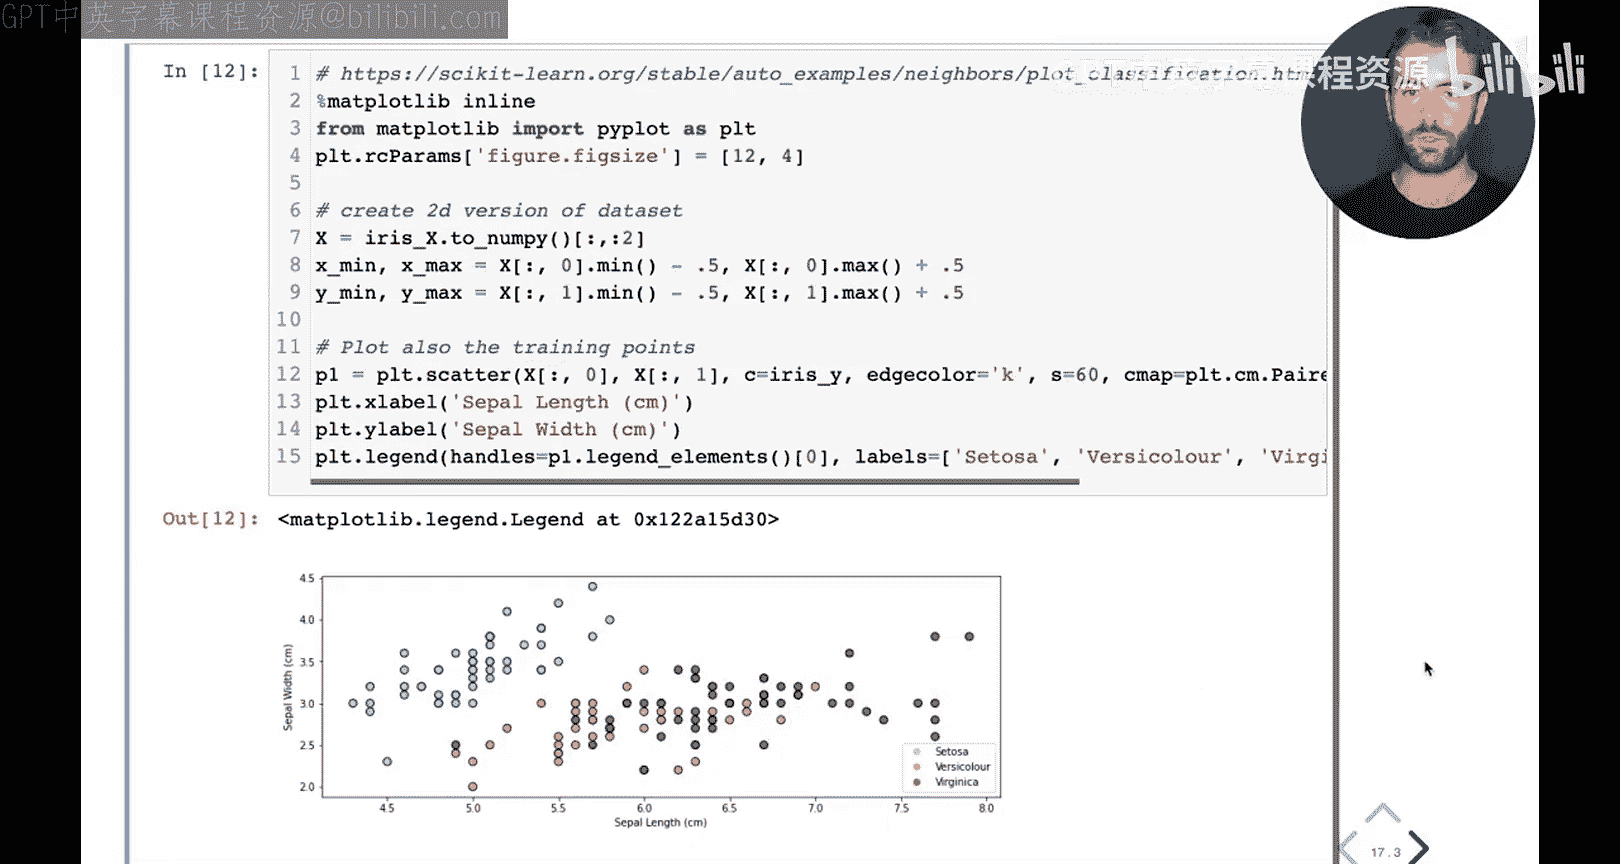 GPT中英字幕课程资源@bilibili.com
In [12]:
1 # https://scikit-learn.org/stable/auto_examples/neighbors/plot_classification.htm
2 %matplotlib inline
3 from matplotlib import pyplot as plt
4 plt.rcParams['figure.figsize'] = [12, 4]
5
6 # create 2d version of dataset
7 X = iris_X.to_numpy()[:,:2]
8 x_min, x_max = X[:, 0].min() - .5, X[:, 0].max() + .5
9 y_min, y_max = X[:, 1].min() - .5, X[:, 1].max() + .5
10
11 # Plot also the training points
12 p1 = plt.scatter(X[:, 0], X[:, 1], c=iris_y, edgecolor='k', s=60, cmap=plt.cm.Paire
13 plt.xlabel('Sepal Length (cm)')
14 plt.ylabel('Sepal Width (cm)')
15 plt.legend(handles=p1.legend_elements()[0], labels=['Setosa', 'Versicolour', 'Virgi
程资源 bilibili
Out[12]: <matplotlib.legend.Legend at 0x122a15d30>
4.5
4.0
3.5
3.0
2.5
2.0
Sepal Width (cm)
Setosa
Versicolour
Virginica
4.5 5.0 5.5 6.0 6.5 7.0 7.5 8.0
Sepal Length (cm)
17.3